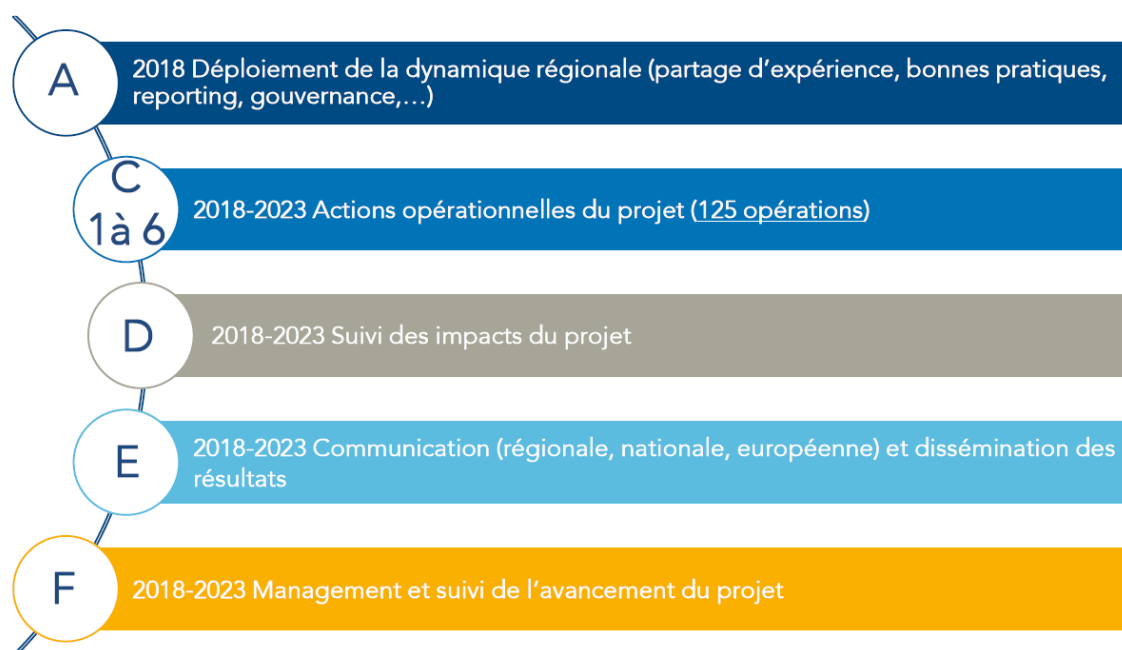 A
2018 Déploiement de la dynamique régionale (partage d’expérience, bonnes pratiques,
reporting, gouvernance,…)
C
1à 6
2018-2023 Actions opérationnelles du projet (125 opérations)
D
2018-2023 Suivi des impacts du projet
E
2018-2023 Communication (régionale, nationale, européenne) et dissémination des
résultats
F
2018-2023 Management et suivi de l’avancement du projet